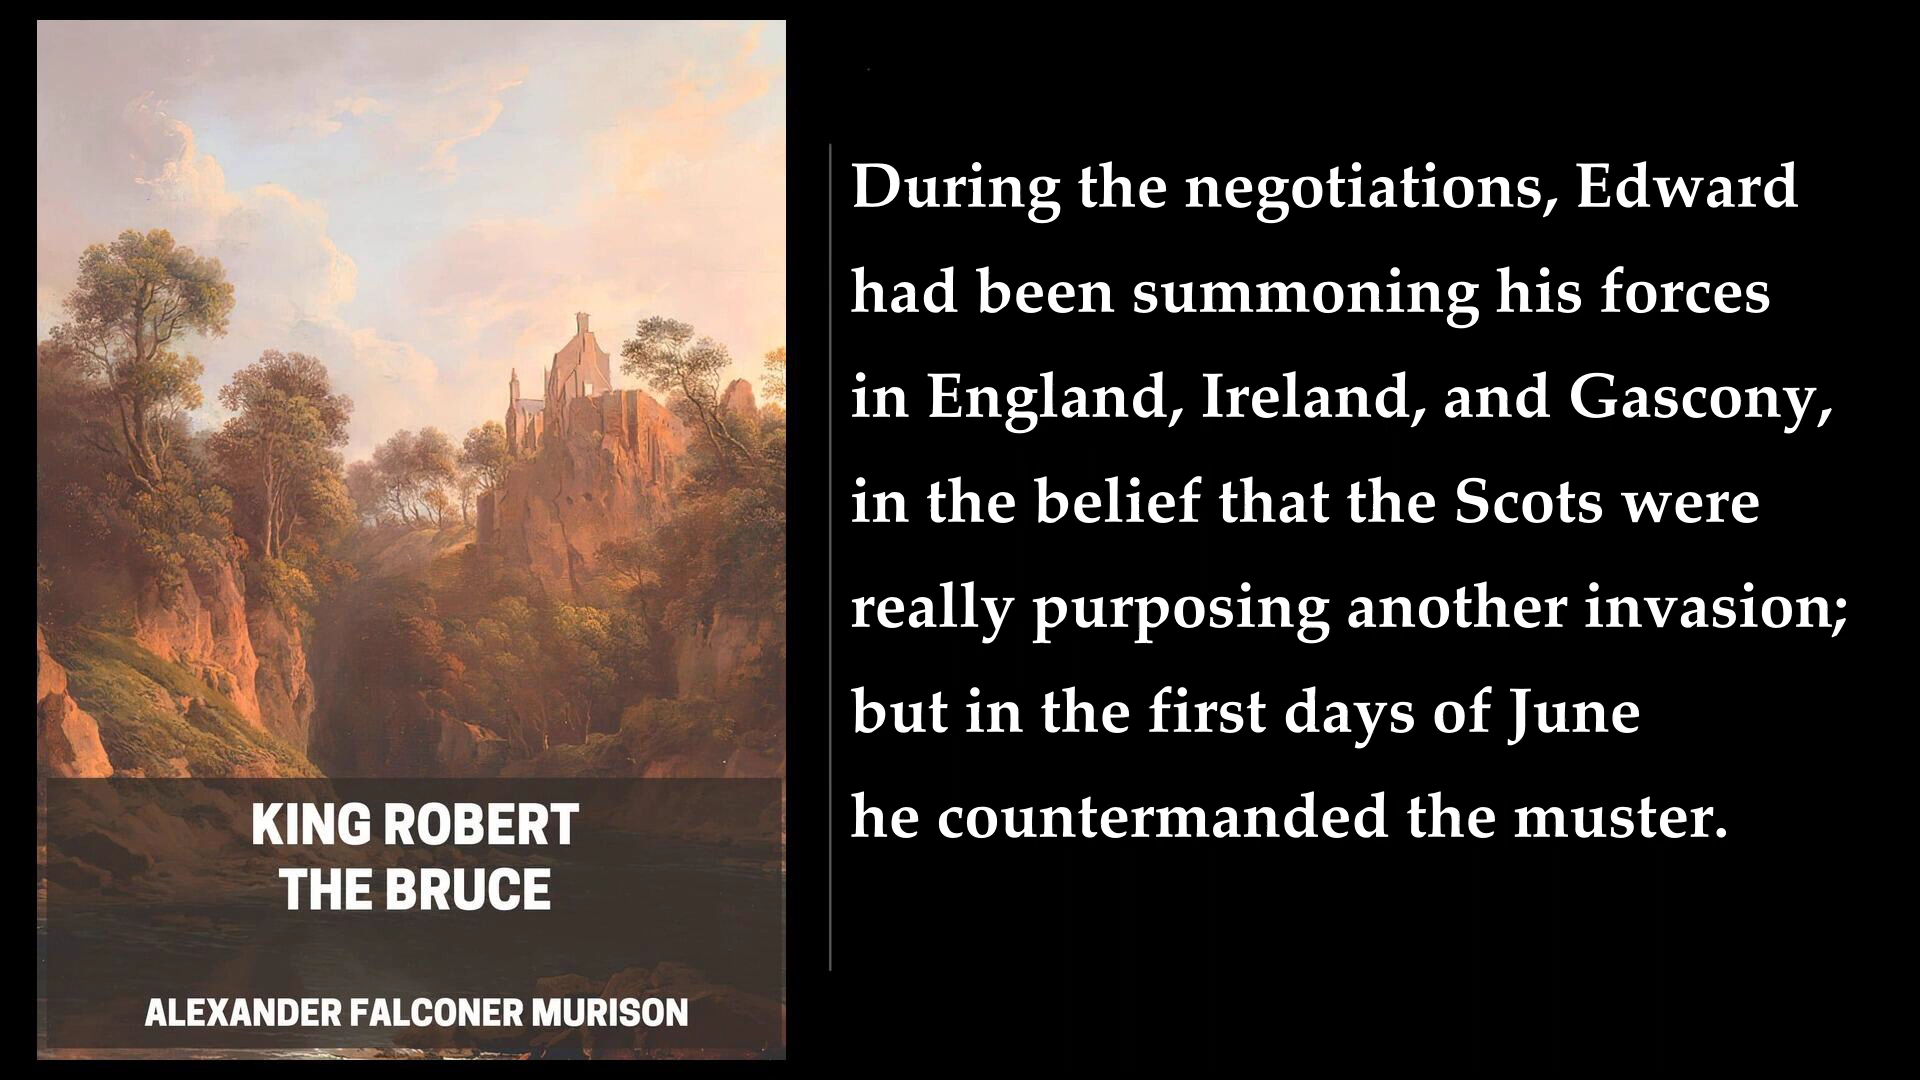 KING ROBERT
THE BRUCE
ALEXANDER FALCONER MURISON
During the negotiations, Edward
had been summoning his forces
in England, Ireland, and Gascony,
in the belief that the Scots were
really purposing another invasion;
but in the first days of June
he countermanded the muster.